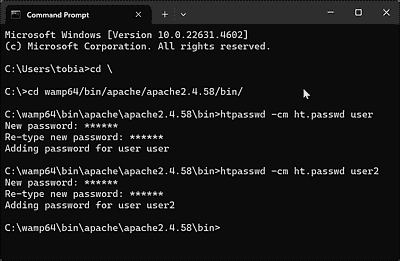 Command Prompt
Microsoft Windows [Version 10.0.22631.4602]
(c) Microsoft Corporation. All rights reserved.
C:\Users\tobia>cd \
C:\>cd wamp64/bin/apache/apache2.4.58/bin/
C:\wamp64\bin\apache\apache2.4.58\bin>htpasswd -cm ht.passwd user
New password: ******
Re-type new password: ******
Adding password for user user
C:\wamp64\bin\apache\apache2.4.58\bin>htpasswd -cm ht.passwd user2
New password: ******
Re-type new password: ******
Adding password for user user2
C:\wamp64\bin\apache\apache2.4.58\bin>